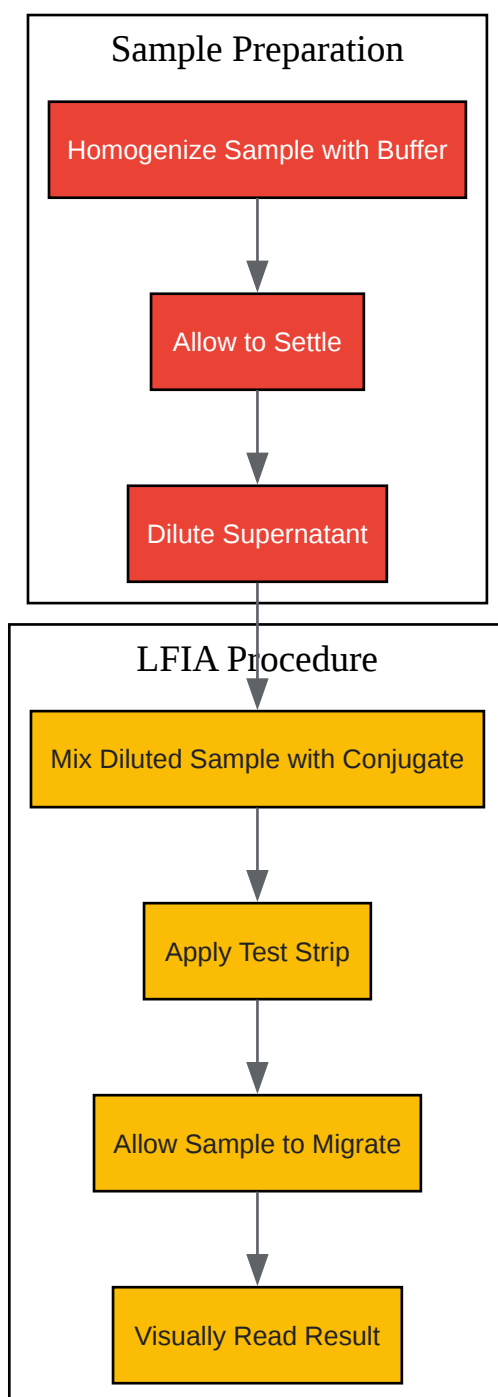 Sample Preparation
Homogenize Sample with Buffer
Allow to Settle
Dilute Supernatant
LFIA Procedure
Mix Diluted Sample with Conjugate
Apply Test Strip
Allow Sample to Migrate
Visually Read Result